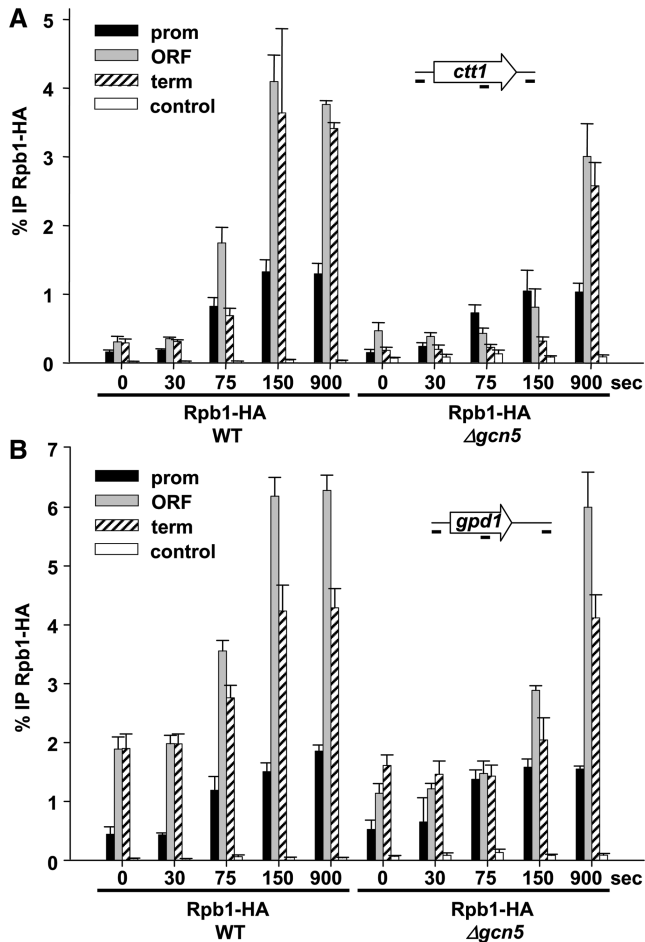 A
5
4
3
2
1
0
% IP Rpb1-HA
prom
ORF
term
control
ctt1
0 30 75 150 900 0 30 75 150 900 sec
Rpb1-HA Rpb1-HA
WT Δgcn5
B
7
6
5
4
3
2
1
0
% IP Rpb1-HA
prom
ORF
term
control
gpd1
0 30 75 150 900 0 30 75 150 900 sec
Rpb1-HA Rpb1-HA
WT Δgcn5